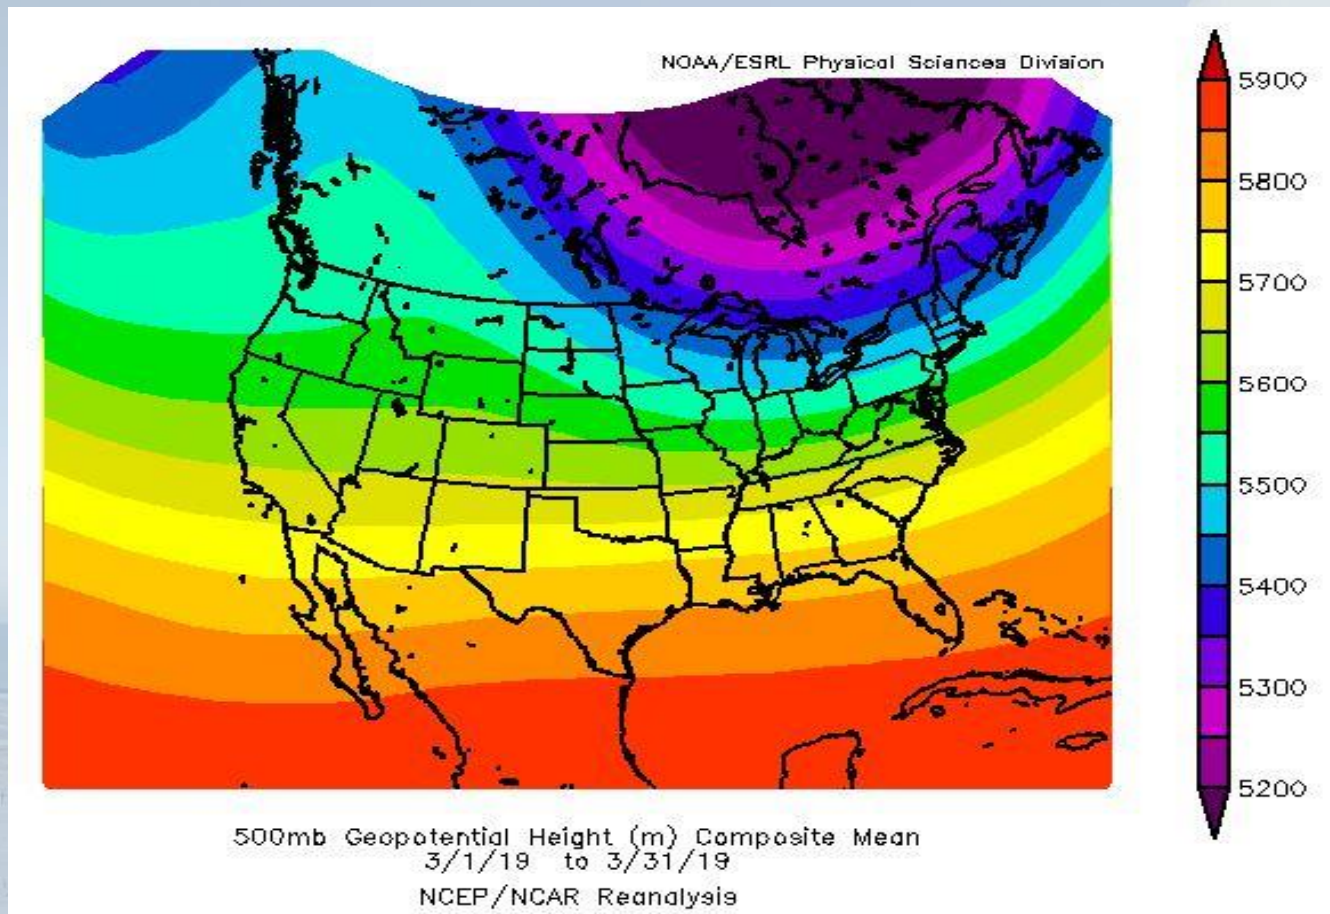 NOAA/ESRL Physical Sciences Division
5900
5800
5700
5600
5500
5400
5300
5200
500mb Geopotential Height (m) Composite Mean
3/1/19 to 3/31/19
NCEP/NCAR Reanalysis